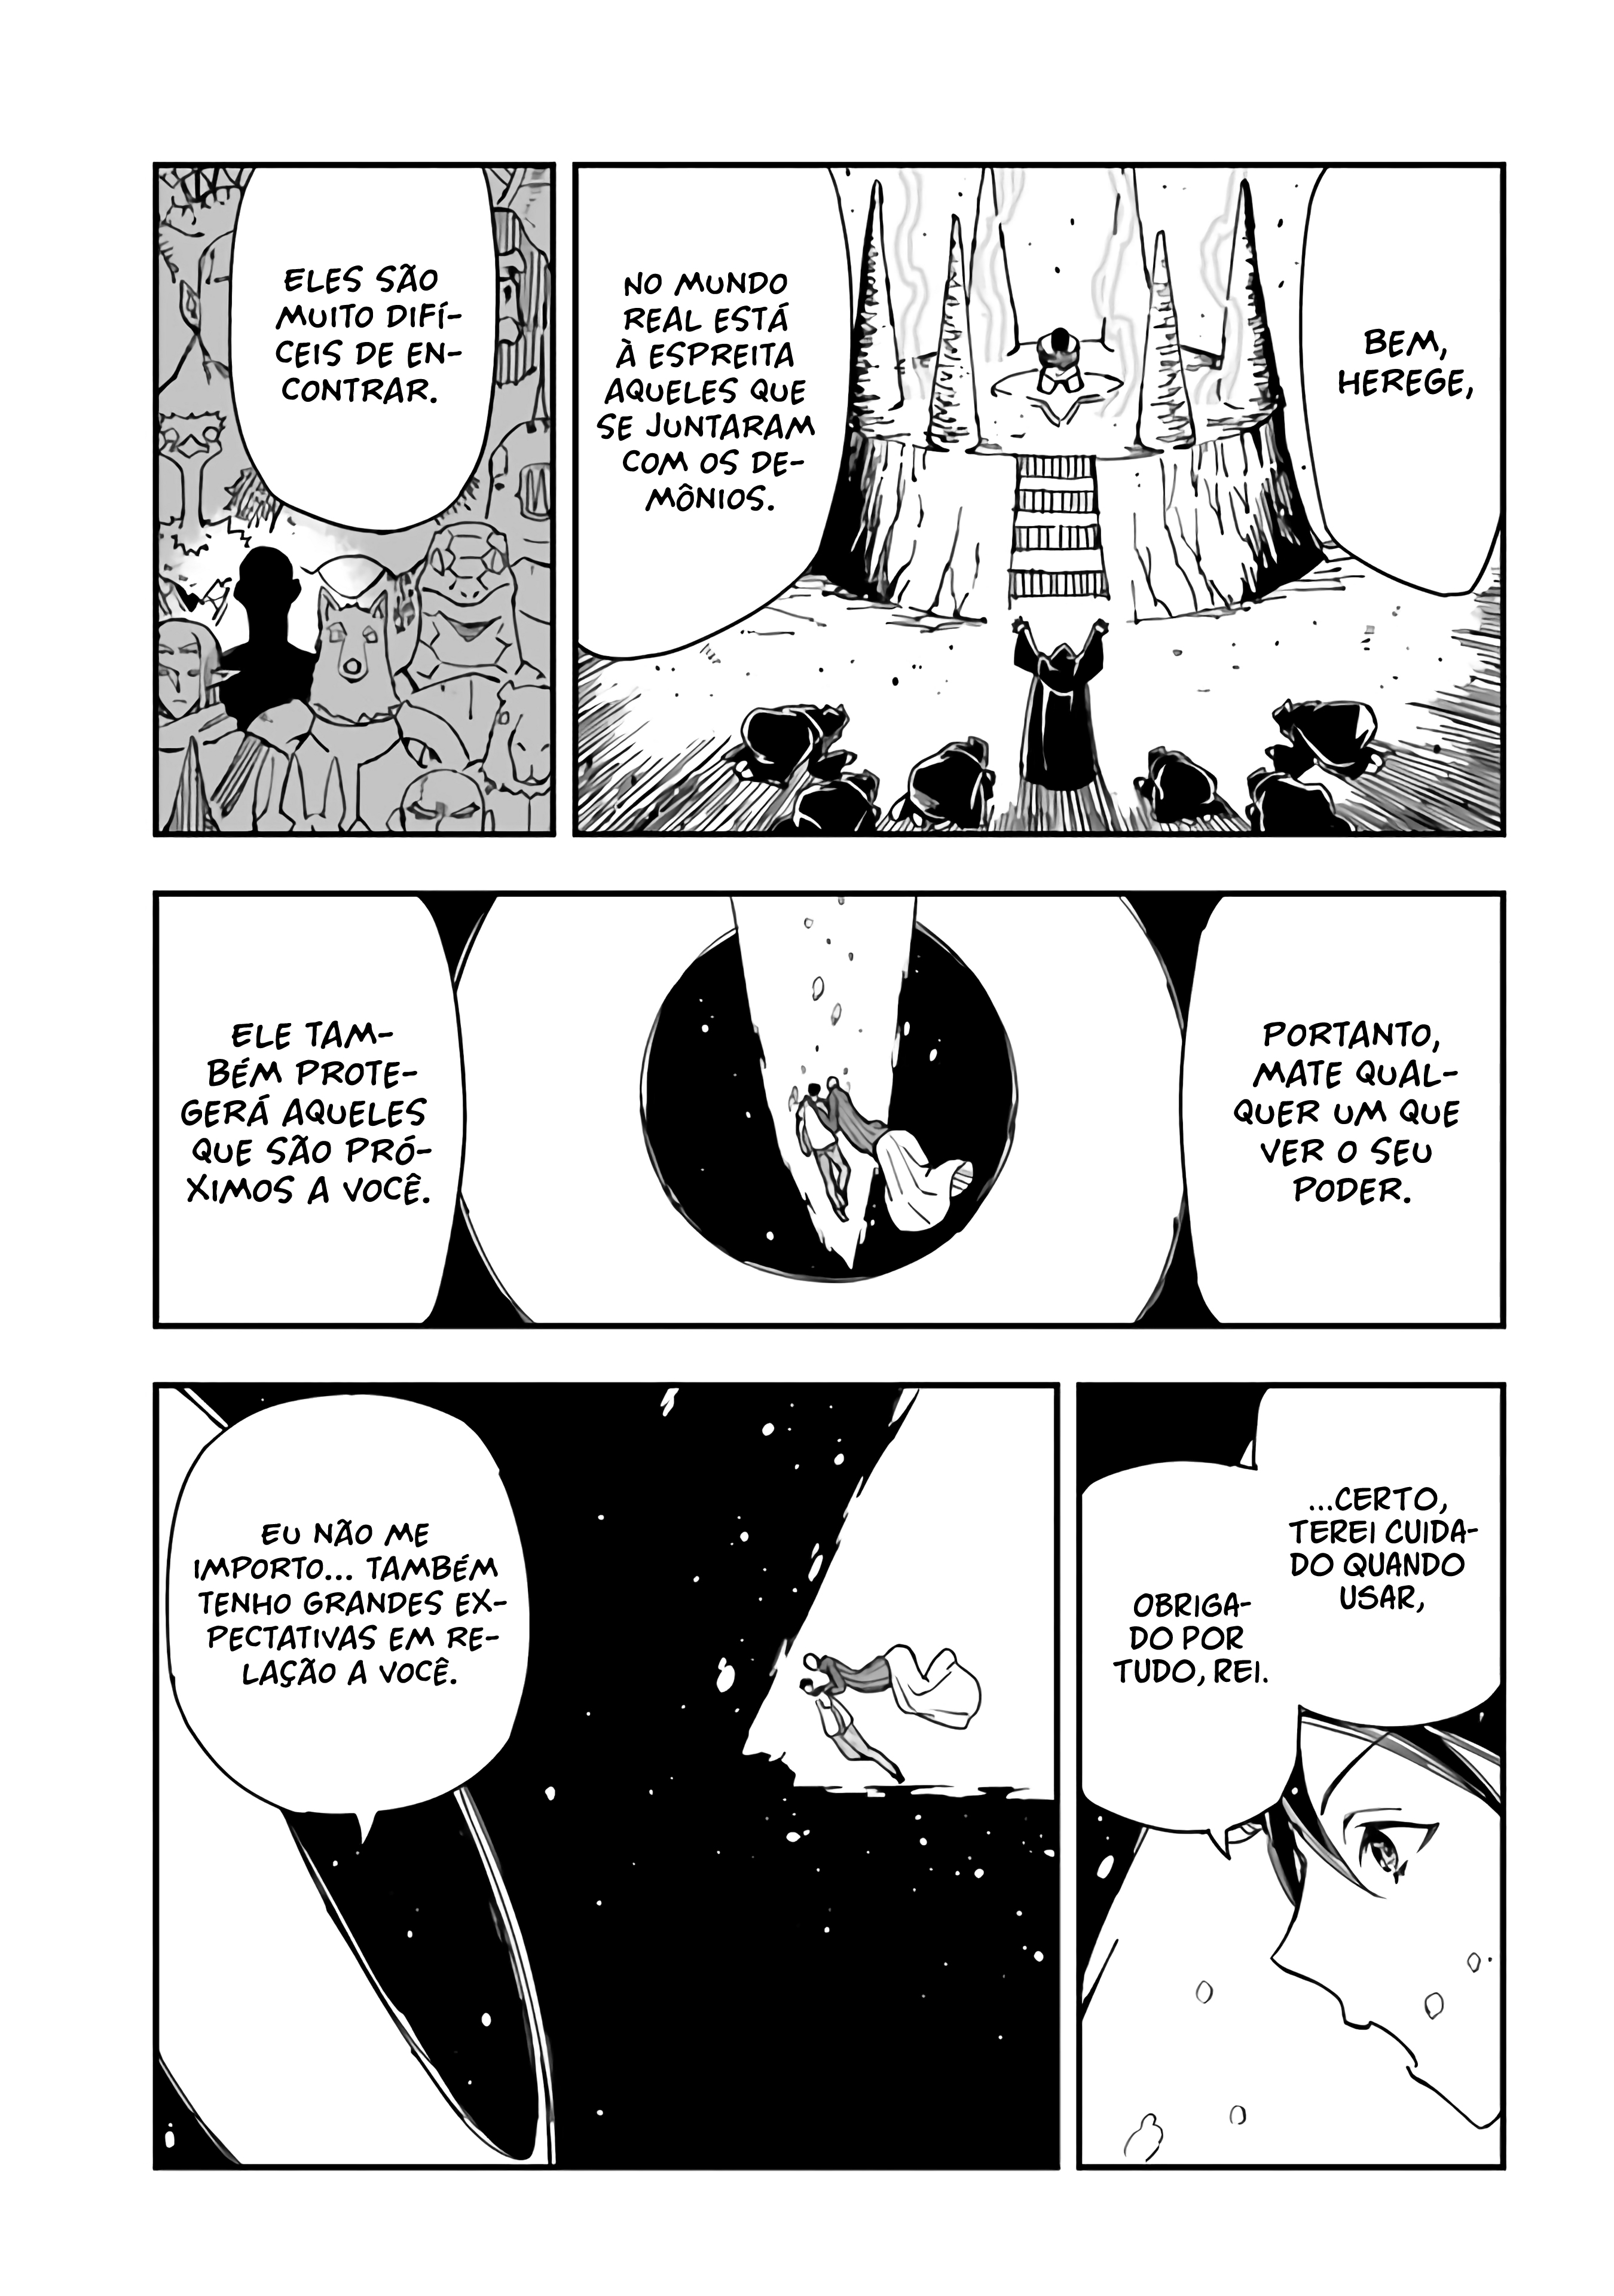 BEM,
HEREGE,
NO MUNDO
REAL ESTÁ
À ESPREITA
AQUELES QUE
SE JUNTARAM
COM OS DE-
MÔNIOS.
ELES SÃO
MUITO DIFÍ-
CEIS DE EN-
CONTRAR.
PORTANTO,
MATE QUAL-
QUER UM QUE
VER O SEU
PODER.
ELE TAM-
BÉM PROTE-
GERÁ AQUELES
QUE SÃO PRÓ-
XIMOS A VOCÊ.
...CERTO,
TEREI CUIDA-
DO QUANDO
USAR,
OBRIGA-
DO POR
TUDO, REI.
EU NÃO ME
IMPORTO... TAMBÉM
TENHO GRANDES EX-
PECTATIVAS EM RE-
LAÇÃO A VOCÊ.